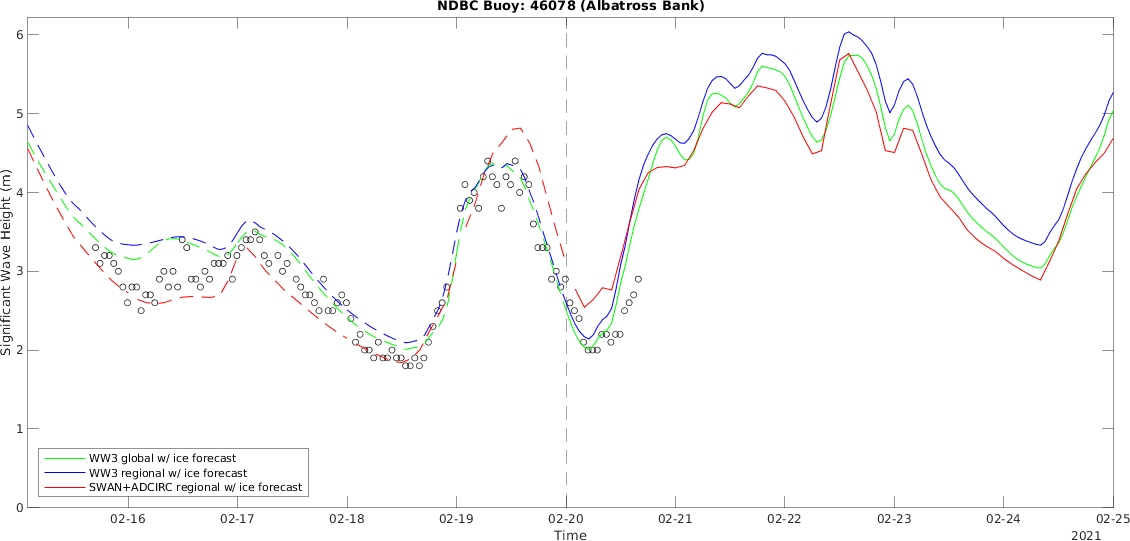 NDBC Buoy: 46078 (Albatross Bank)
Significant Wave Height (m)
6
5
4
3
2
1
0
WW3 global w/ ice forecast
WW3 regional w/ ice forecast
SWAN+ADCIRC regional w/ ice forecast
02-16 02-17 02-18 02-19 02-20 02-21 02-22 02-23 02-24 02-25
Time
2021